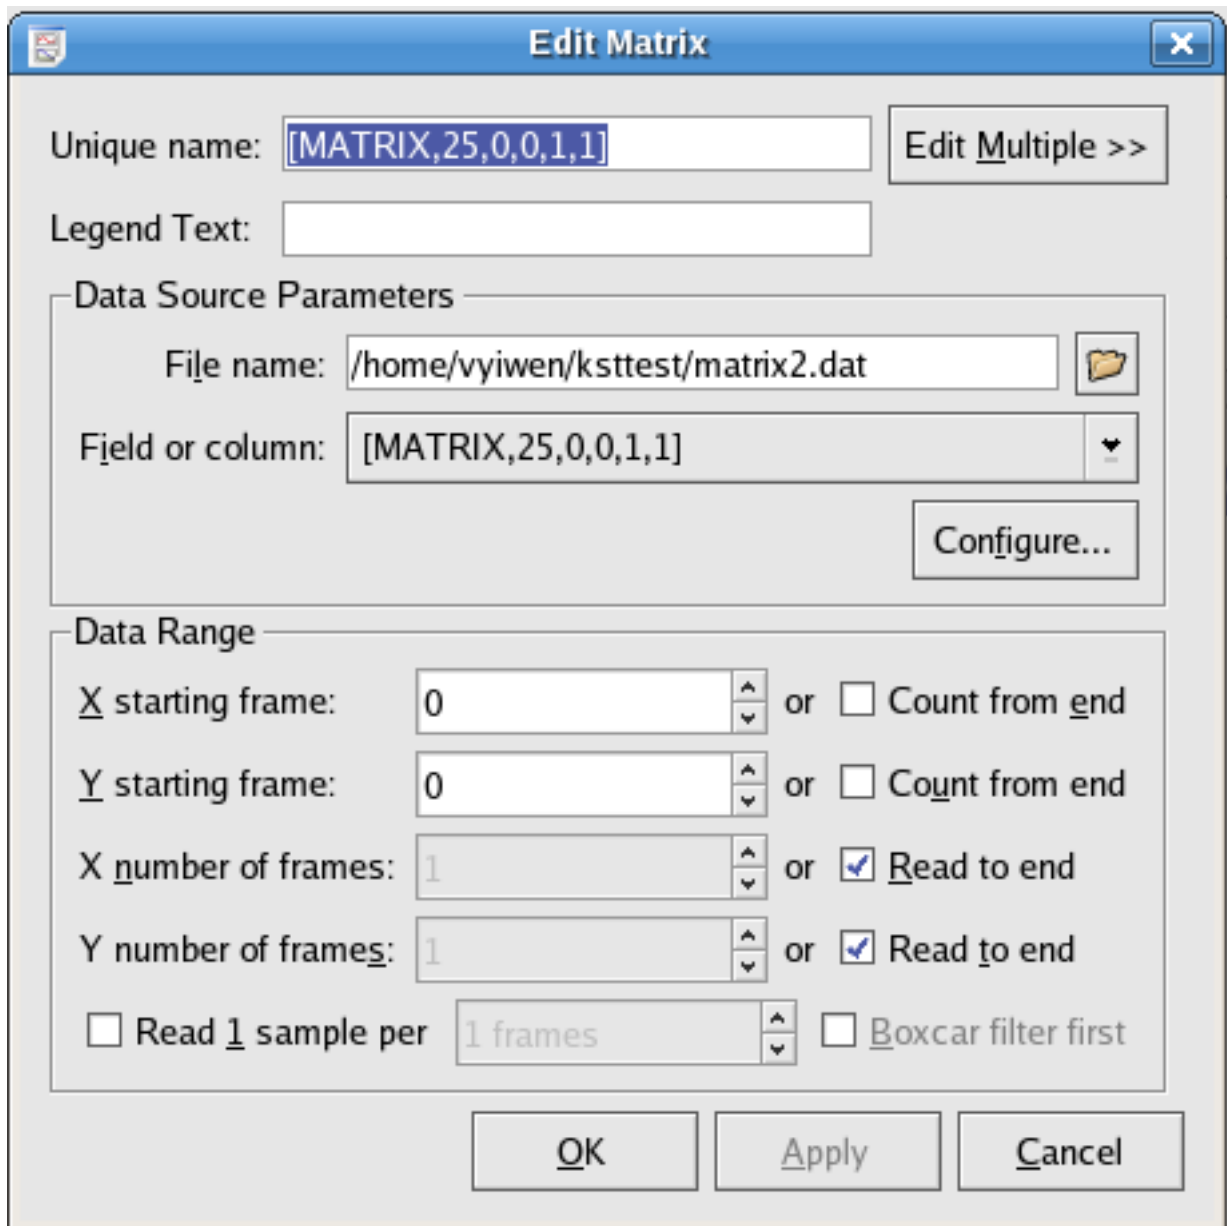 Edit Matrix
Unique name: [MATRIX,25,0,0,1,1] Edit Multiple >>
Legend Text:
Data Source Parameters
File name: /home/vyiwen/ksttest/matrix2.dat
Field or column: [MATRIX,25,0,0,1,1]
Configure...
Data Range
X starting frame: 0 or Count from end
Y starting frame: 0 or Count from end
X number of frames: 1 or Read to end
Y number of frames: 1 or Read to end
Read 1 sample per 1 frames Boxcar filter first
OK Apply Cancel